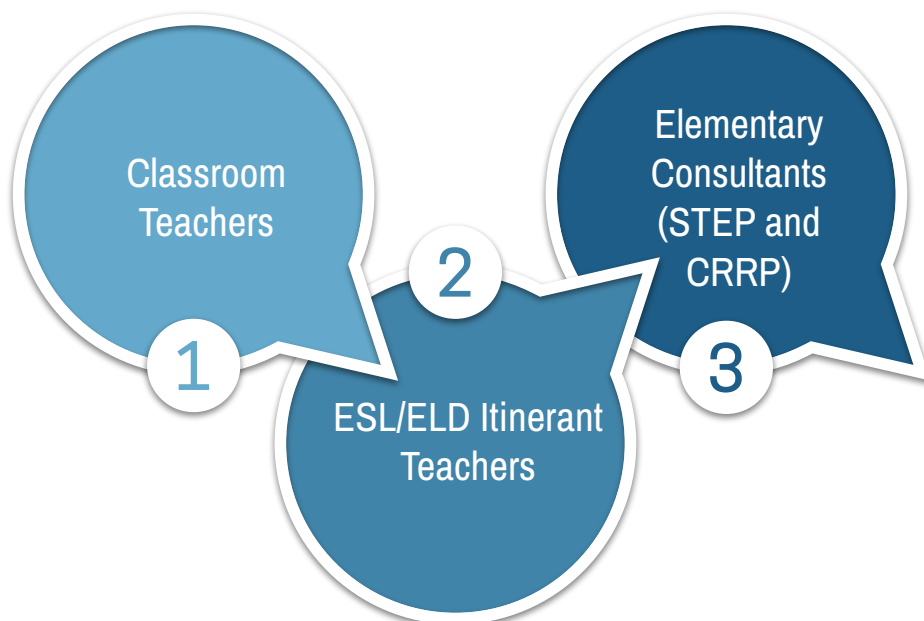 Classroom
Teachers
1
2
ESL/ELD Itinerant
Teachers
Elementary
Consultants
(STEP and
CRRP)
3